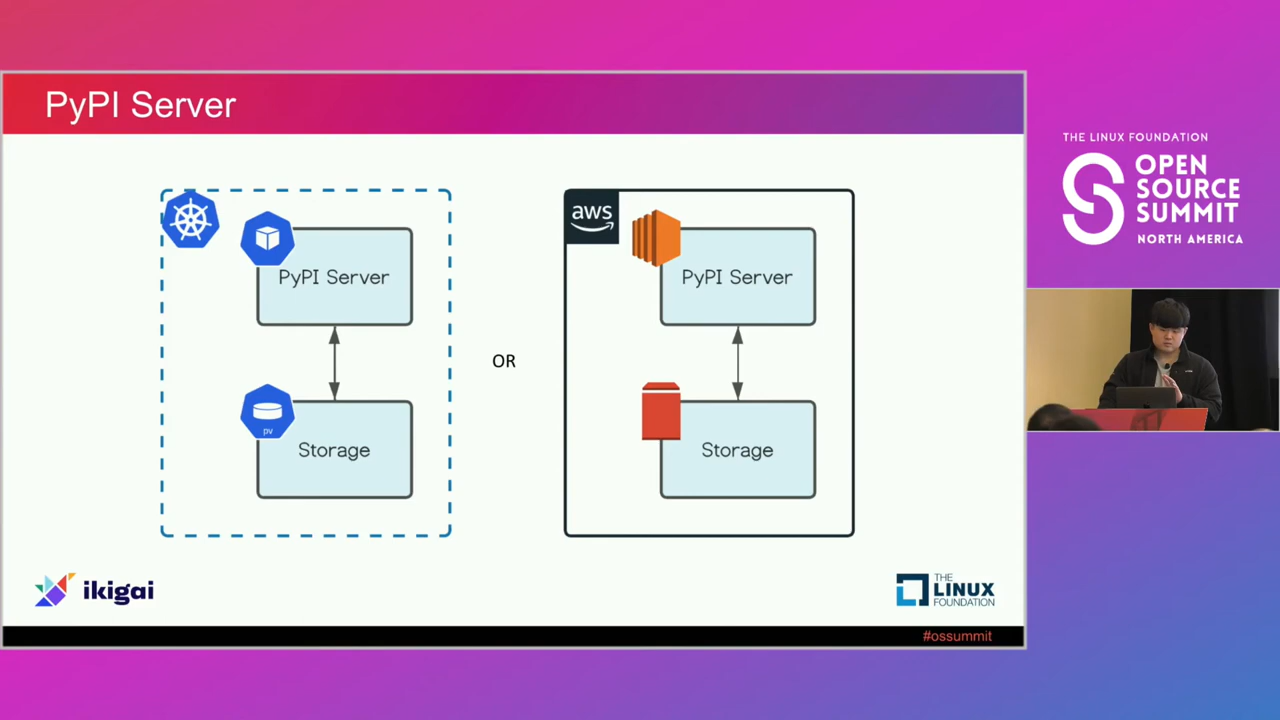 PyPI Server
aws
PyPI Server
PyPI Server
OR
pv
Storage
Storage
ikigai
THE
LINUX
FOUNDATION
#ossummit
THE LINUX FOUNDATION
OPEN
SOURCE
SUMMIT
NORTH AMERICA